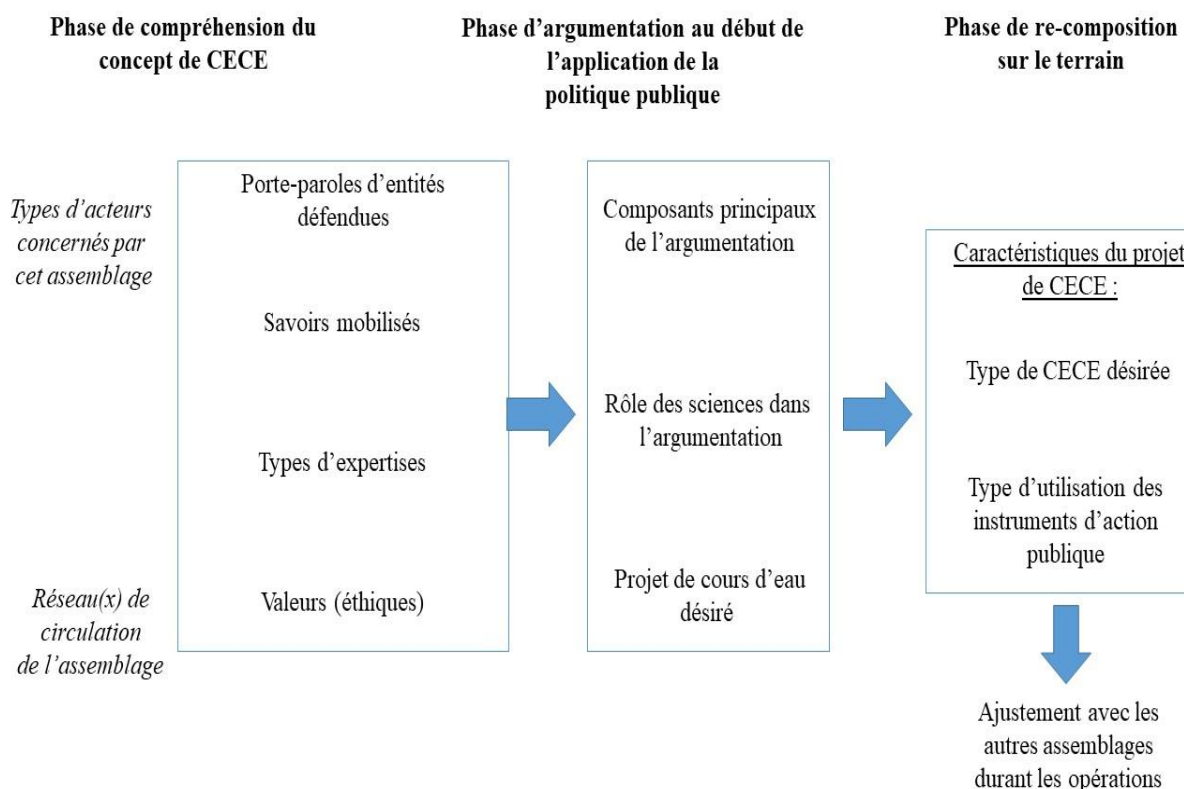 Phase de compréhension du
concept de CECE
Phase d'argumentation au début de
l'application de la
politique publique
Phase de re-composition
sur le terrain
Types d'acteurs
concernés par
cet assemblage
Réseau(x) de
circulation
de l'assemblage
Porte-paroles d'entités
défendues
Savoirs mobilisés
Types d'expertises
Valeurs (éthiques)
Composants principaux
de l'argumentation
Rôle des sciences dans
l'argumentation
Projet de cours d'eau
désiré
Caractéristiques du projet
de CECE :
Type de CECE désirée
Type d'utilisation des
instruments d'action
publique
Ajustement avec les
autres assemblages
durant les opérations